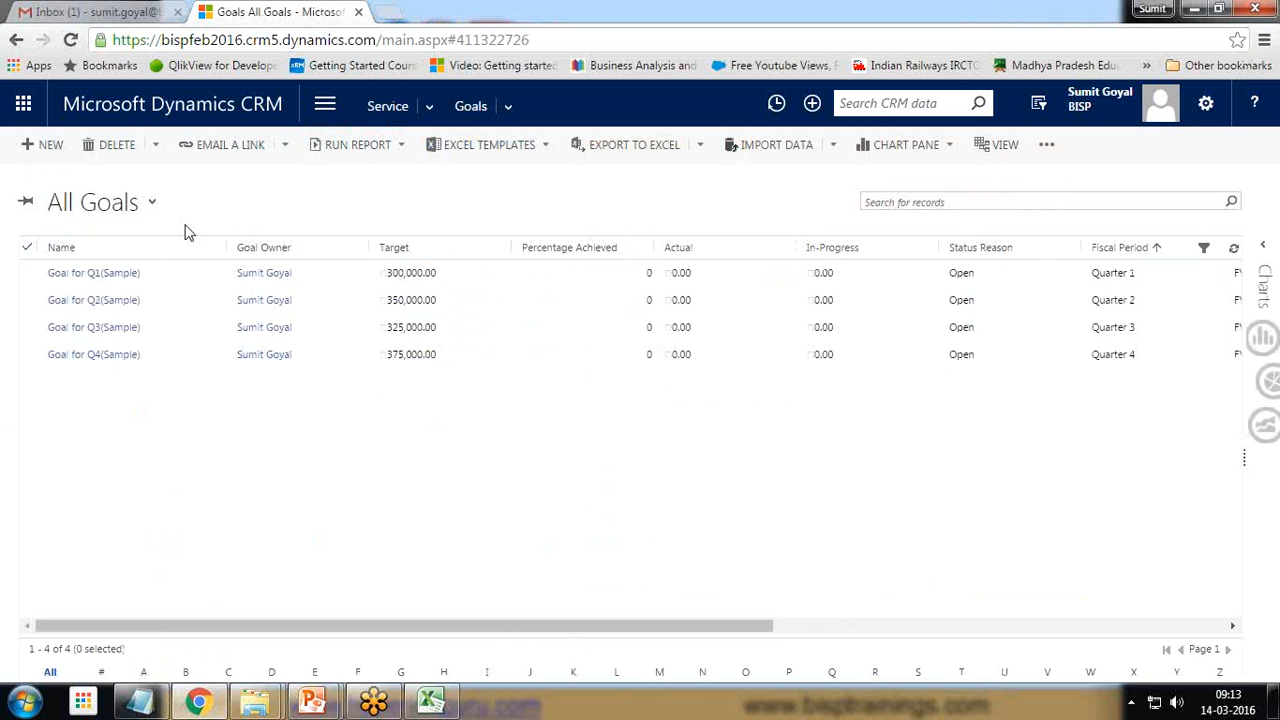 Inbox (1) - sumit.goyal@B
Goals All Goals - Microso
Sumit
https://bispfeb2016.crm5.dynamics.com/main.aspx#411322726
Apps
Bookmarks
QlikView for Develope
Getting Started Cours
Video: Getting started
Business Analysis and
Free Youtube Views,
Indian Railways IRCTC
Madhya Pradesh Educ
»
Other bookmarks
Microsoft Dynamics CRM
Service
Goals
Search CRM data
Sumit Goyal
BISP
?
NEW
DELETE
EMAIL A LINK
RUN REPORT
EXCEL TEMPLATES
EXPORT TO EXCEL
IMPORT DATA
CHART PANE
VIEW
All Goals
Search for records
Name Goal Owner Target Percentage Achieved Actual In-Progress Status Reason Fiscal Period
Goal for Q1(Sample) Sumit Goyal □300,000.00 0 □0.00 □0.00 Open Quarter 1
Goal for Q2(Sample) Sumit Goyal □350,000.00 0 □0.00 □0.00 Open Quarter 2
Goal for Q3(Sample) Sumit Goyal □325,000.00 0 □0.00 □0.00 Open Quarter 3
Goal for Q4(Sample) Sumit Goyal □375,000.00 0 □0.00 □0.00 Open Quarter 4
Charts
1 - 4 of 4 (0 selected)
Page 1
All # A B C D E F G H I J K L M N O P Q R S T U V W X Y Z
www.bisptrainings.com
09:13
14-03-2016